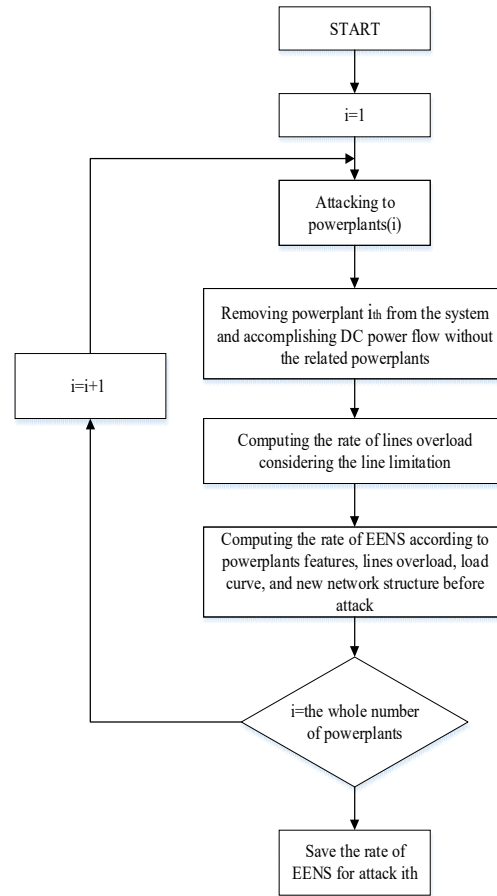 START
i=1
Attacking to
powerplants(i)
Removing powerplant ith from the system
and accomplishing DC power flow without
the related powerplants
i=i+1
Computing the rate of lines overload
considering the line limitation
Computing the rate of EENS according to
powerplants features, lines overload, load
curve, and new network structure before
attack
i=the whole number
of powerplants
Save the rate of
EENS for attack ith